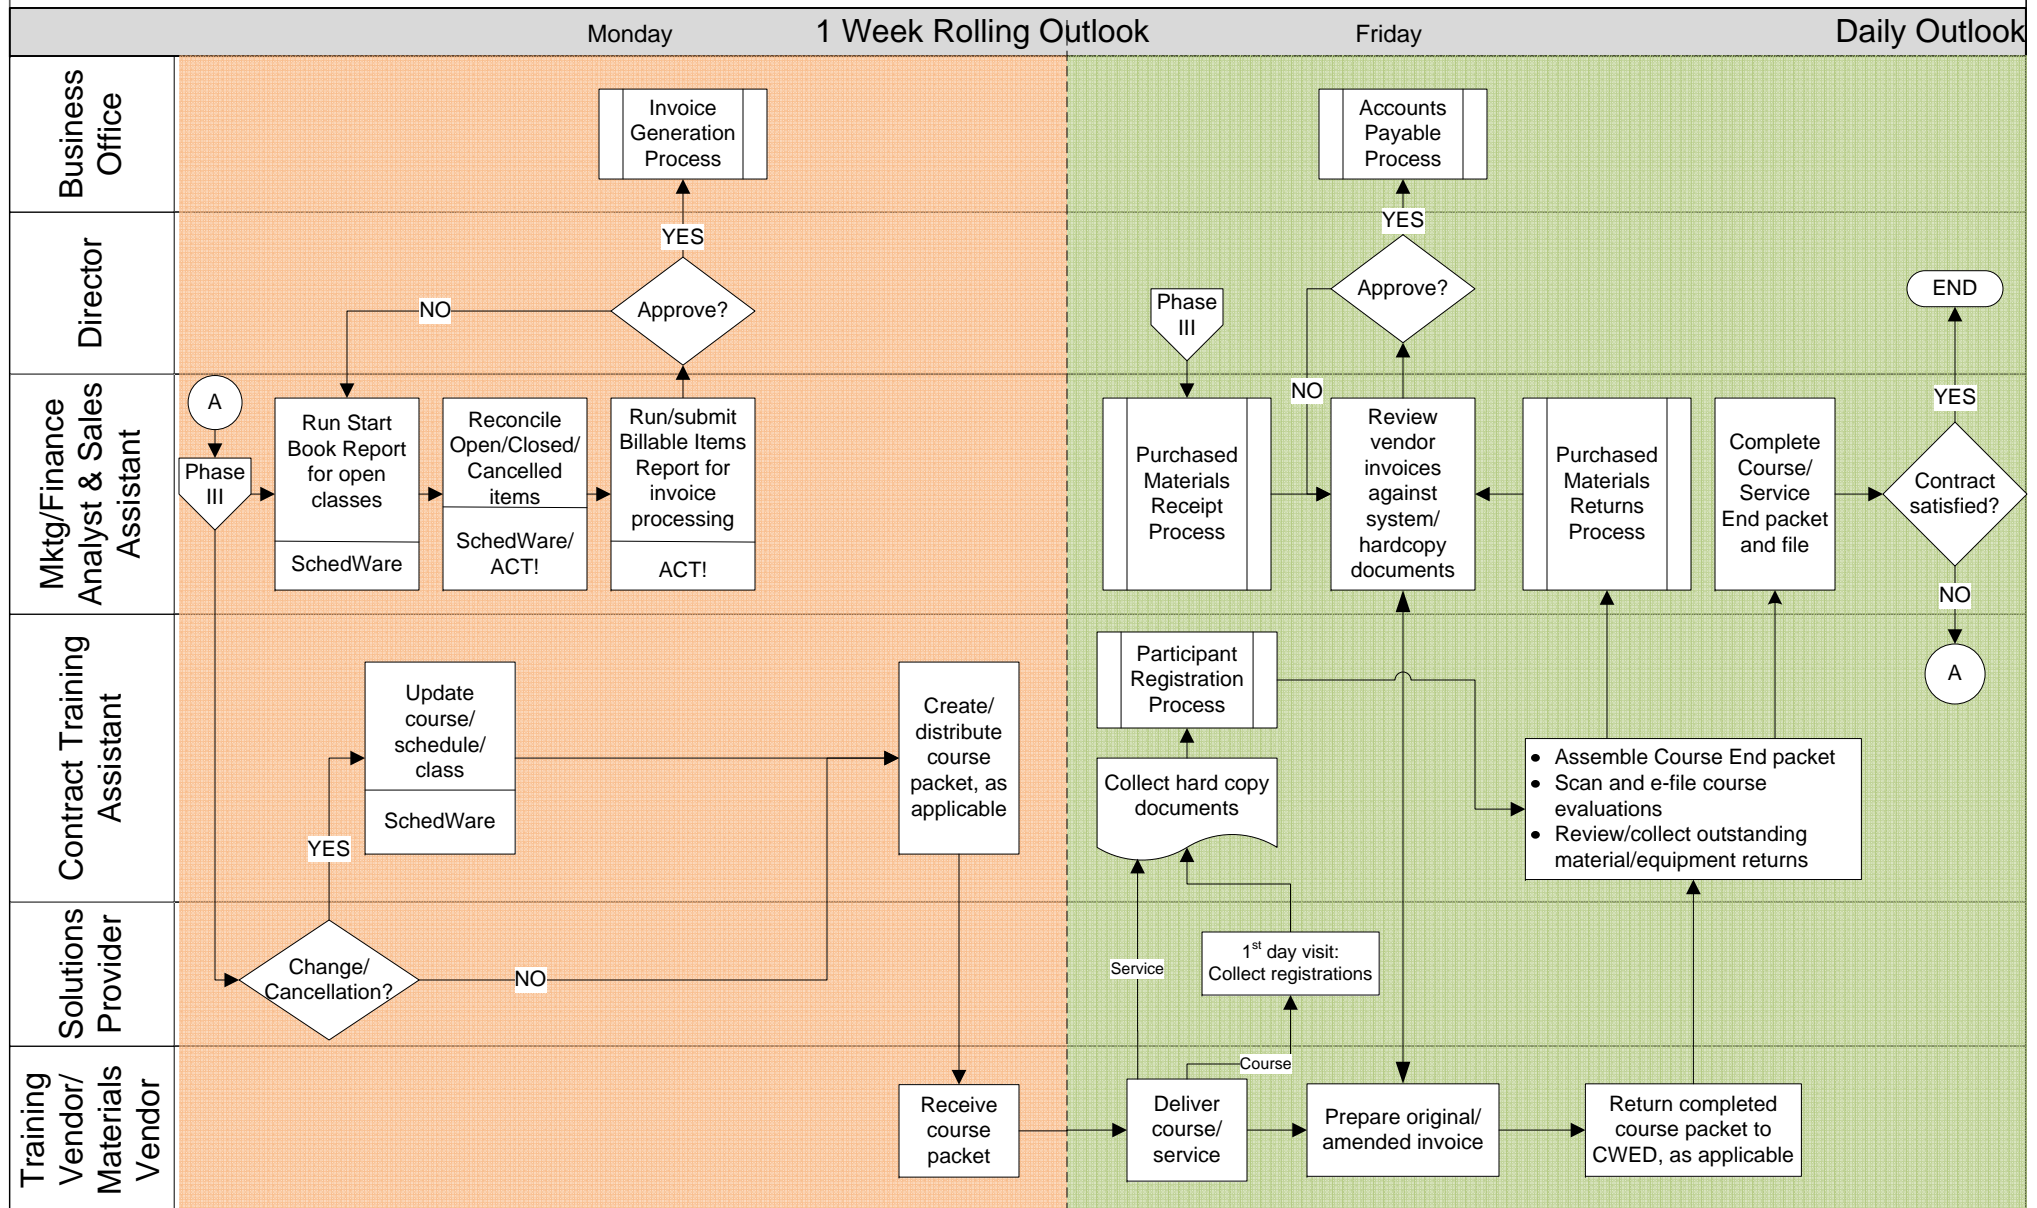 Monday
1 Week Rolling Outlook
Friday
Daily Outlook
Business
Office
Invoice
Generation
Process
Accounts
Payable
Process
Director
YES
Approve?
NO
YES
Approve?
NO
Phase
III
END
Mktg/Finance
Analyst & Sales
Assistant
A
Phase
III
Run Start
Book Report
for open
classes
SchedWare
Reconcile
Open/Closed/
Cancelled
items
SchedWare/
ACT!
Run/submit
Billable Items
Report for
invoice
processing
ACT!
Purchased
Materials
Receipt
Process
Review
vendor
invoices
against
system/
hardcopy
documents
Purchased
Materials
Returns
Process
Complete
Course/
Service
End packet
and file
YES
Contract
satisfied?
NO
A
Contract Training
Assistant
Update
course/
schedule/
class
SchedWare
YES
Create/
distribute
course
packet, as
applicable
Participant
Registration
Process
Collect hard copy
documents
• Assemble Course End packet
• Scan and e-file course
evaluations
• Review/collect outstanding
material/equipment returns
Solutions
Provider
Change/
Cancellation?
NO
Service
1st day visit:
Collect registrations
Course
Training
Vendor/
Materials
Vendor
Receive
course
packet
Deliver
course/
service
Prepare original/
amended invoice
Return completed
course packet to
CWED, as applicable